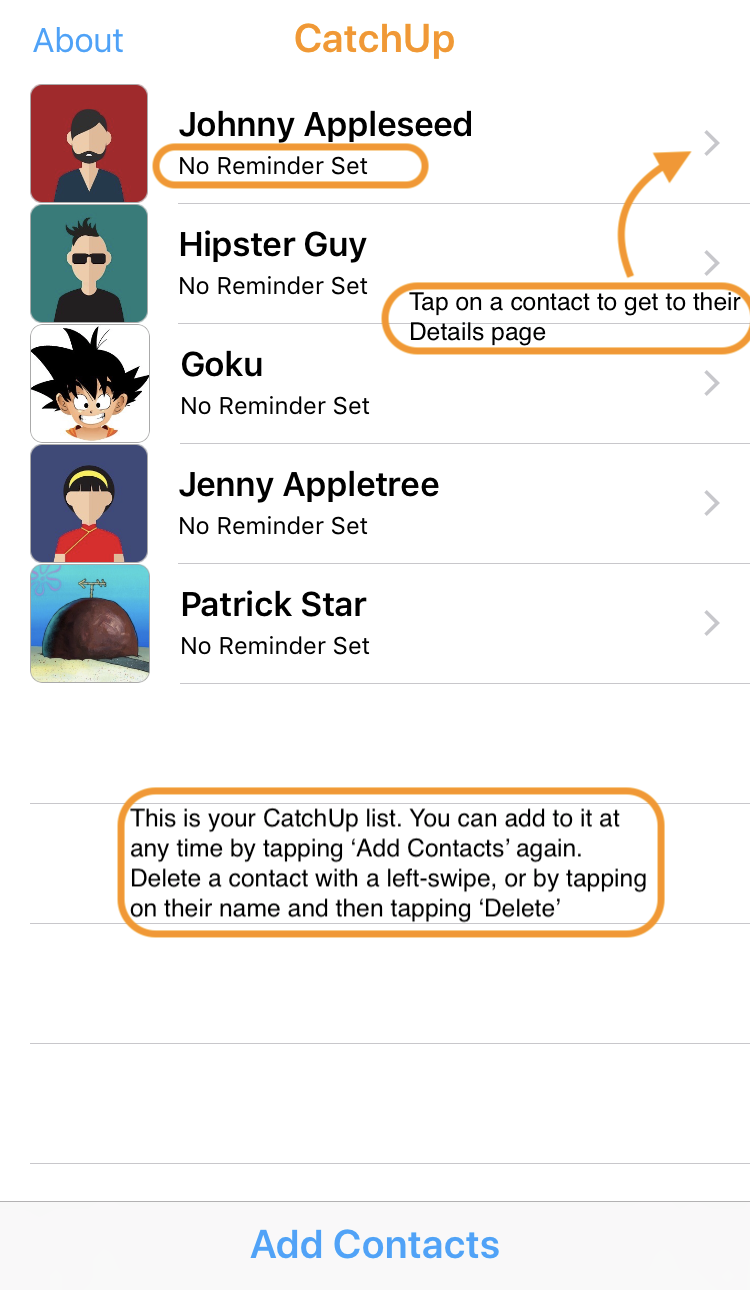 About
CatchUp
Johnny Appleseed
No Reminder Set
Hipster Guy
No Reminder Set
Tap on a contact to get to their
Details page
Goku
No Reminder Set
Jenny Appletree
No Reminder Set
Patrick Star
No Reminder Set
This is your CatchUp list. You can add to it at
any time by tapping ‘Add Contacts’ again.
Delete a contact with a left-swipe, or by tapping
on their name and then tapping ‘Delete’
Add Contacts